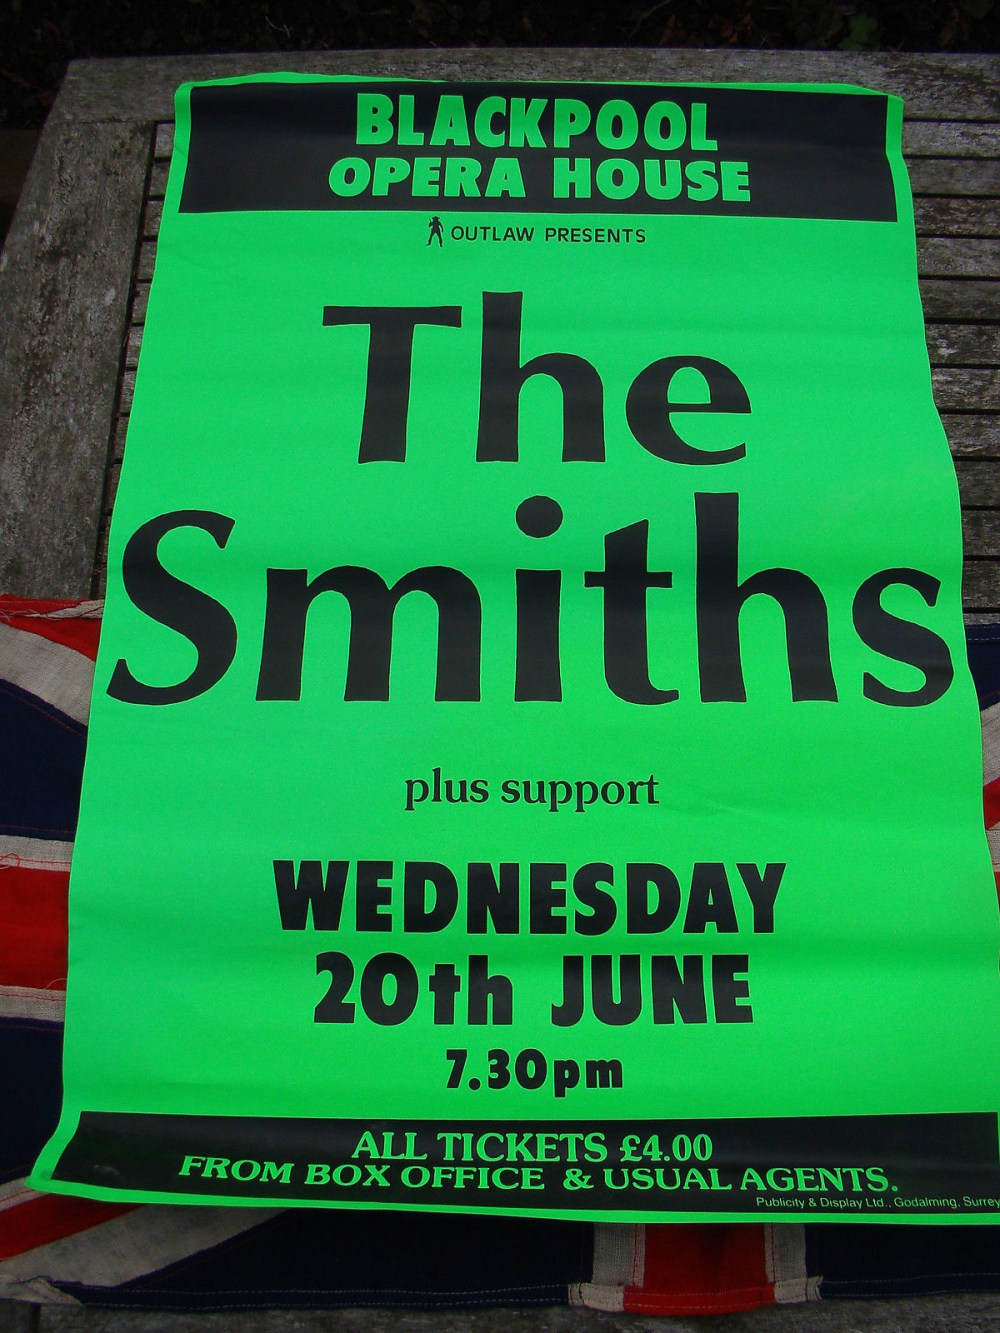 BLACKPOOL
OPERA HOUSE
OUTLAW PRESENTS
The
Smiths
plus support
WEDNESDAY
20th JUNE
7.30pm
ALL TICKETS £4.00
FROM BOX OFFICE & USUAL AGENTS.
Publicity & Display Ltd., Godalming, Surrey